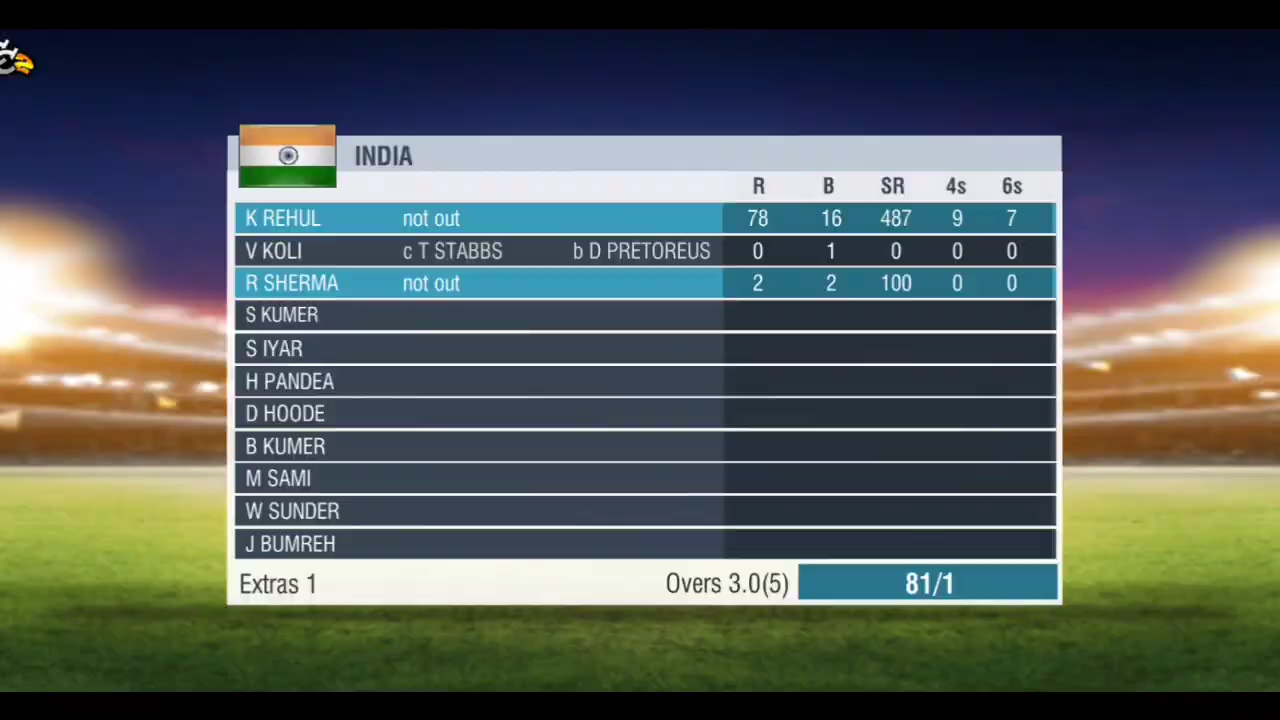 INDIA
R B SR 4s 6s
K REHUL not out 78 16 487 9 7
V KOLI c T STABBS b D PRETOREUS 0 1 0 0 0
R SHERMA not out 2 2 100 0 0
S KUMER
S IYAR
H PANDEA
D HOODE
B KUMER
M SAMI
W SUNDER
J BUMREH
Extras 1 Overs 3.0(5) 81/1